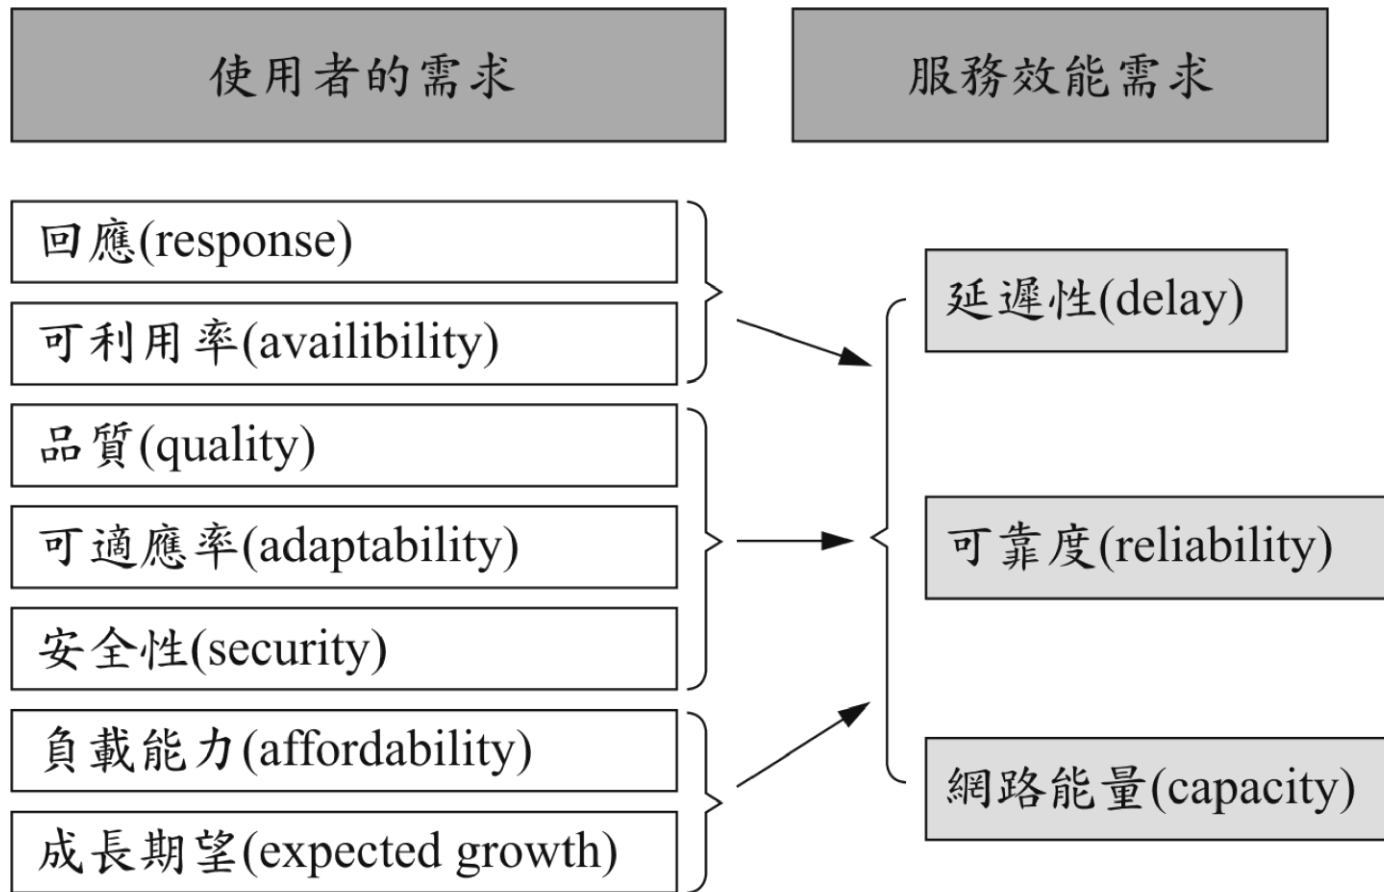 使用者的需求
服務效能需求
回應(response)
可利用率(availibility)
品質(quality)
可適應率(adaptability)
安全性(security)
負載能力(affordability)
成長期望(expected growth)
延遲性(delay)
可靠度(reliability)
網路能量(capacity)